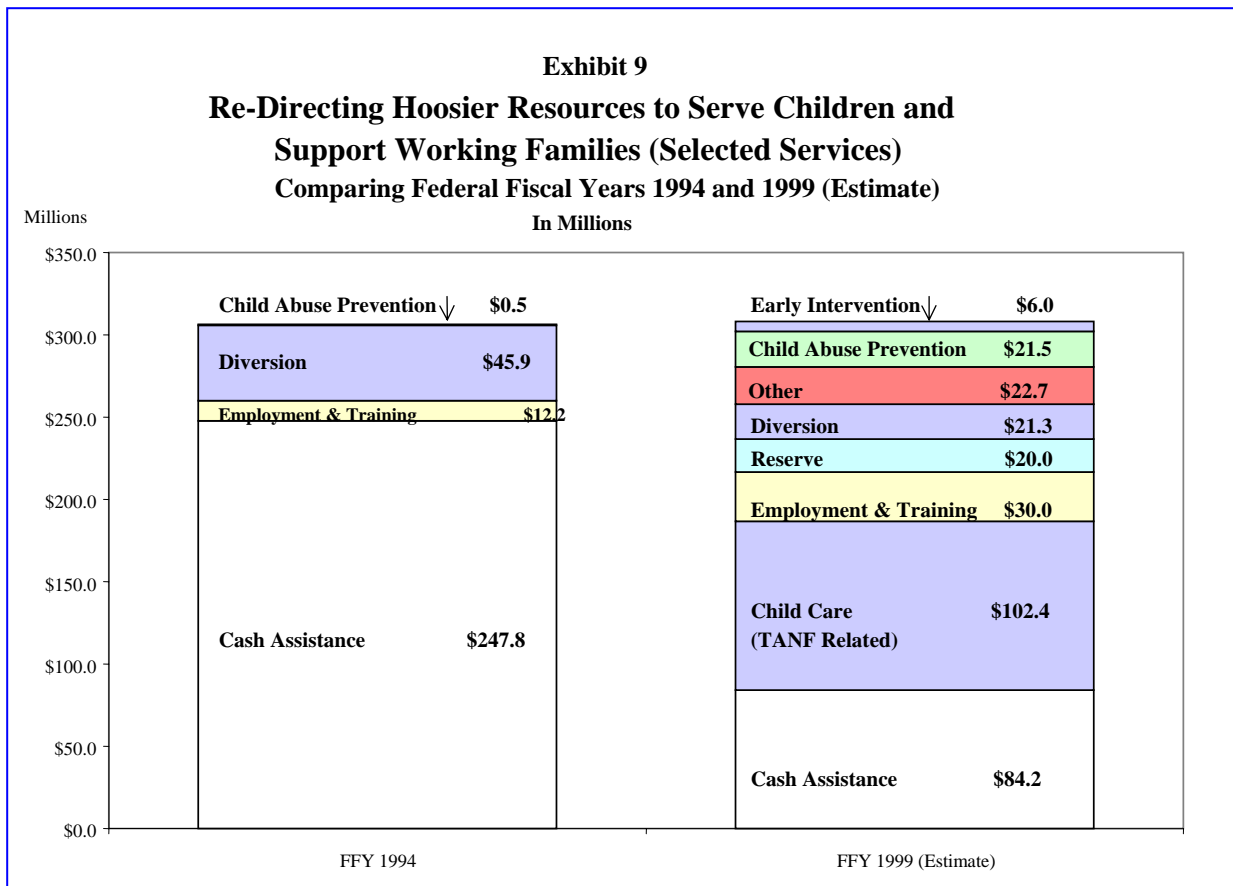 Exhibit 9
Re-Directing Hoosier Resources to Serve Children and
Support Working Families (Selected Services)
Comparing Federal Fiscal Years 1994 and 1999 (Estimate)
In Millions
Millions
$350.0
$300.0
$250.0
$200.0
$150.0
$100.0
$50.0
$0.0
Child Abuse Prevention $0.5
Diversion $45.9
Employment & Training $12.2
Cash Assistance $247.8
Early Intervention $6.0
Child Abuse Prevention $21.5
Other $22.7
Diversion $21.3
Reserve $20.0
Employment & Training $30.0
Child Care $102.4
(TANF Related)
Cash Assistance $84.2
FFY 1994
FFY 1999 (Estimate)